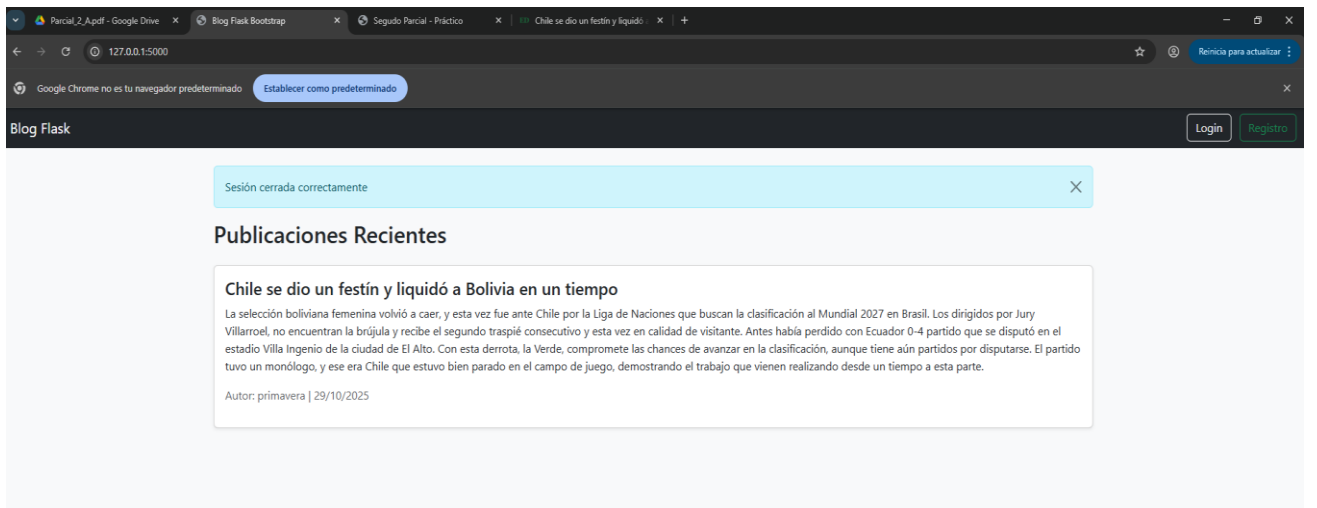 Parcial_2_A.pdf - Google Drive
Blog Flask Bootstrap
Segudo Parcial - Práctico
Chile se dio un festín y liquidó
127.0.0.1:5000
Reinicia para actualizar
Google Chrome no es tu navegador predeterminado
Establecer como predeterminado
Blog Flask
Login
Registro
Sesión cerrada correctamente
Publicaciones Recientes
Chile se dio un festín y liquidó a Bolivia en un tiempo
La selección boliviana femenina volvió a caer, y esta vez fue ante Chile por la Liga de Naciones que buscan la clasificación al Mundial 2027 en Brasil. Los dirigidos por Jury
Villarroel, no encuentran la brújula y recibe el segundo traspié consecutivo y esta vez en calidad de visitante. Antes había perdido con Ecuador 0-4 partido que se disputó en el
estadio Villa Ingenio de la ciudad de El Alto. Con esta derrota, la Verde, compromete las chances de avanzar en la clasificación, aunque tiene aún partidos por disputarse. El partido
tuvo un monólogo, y ese era Chile que estuvo bien parado en el campo de juego, demostrando el trabajo que vienen realizando desde un tiempo a esta parte.
Autor: primavera | 29/10/2025